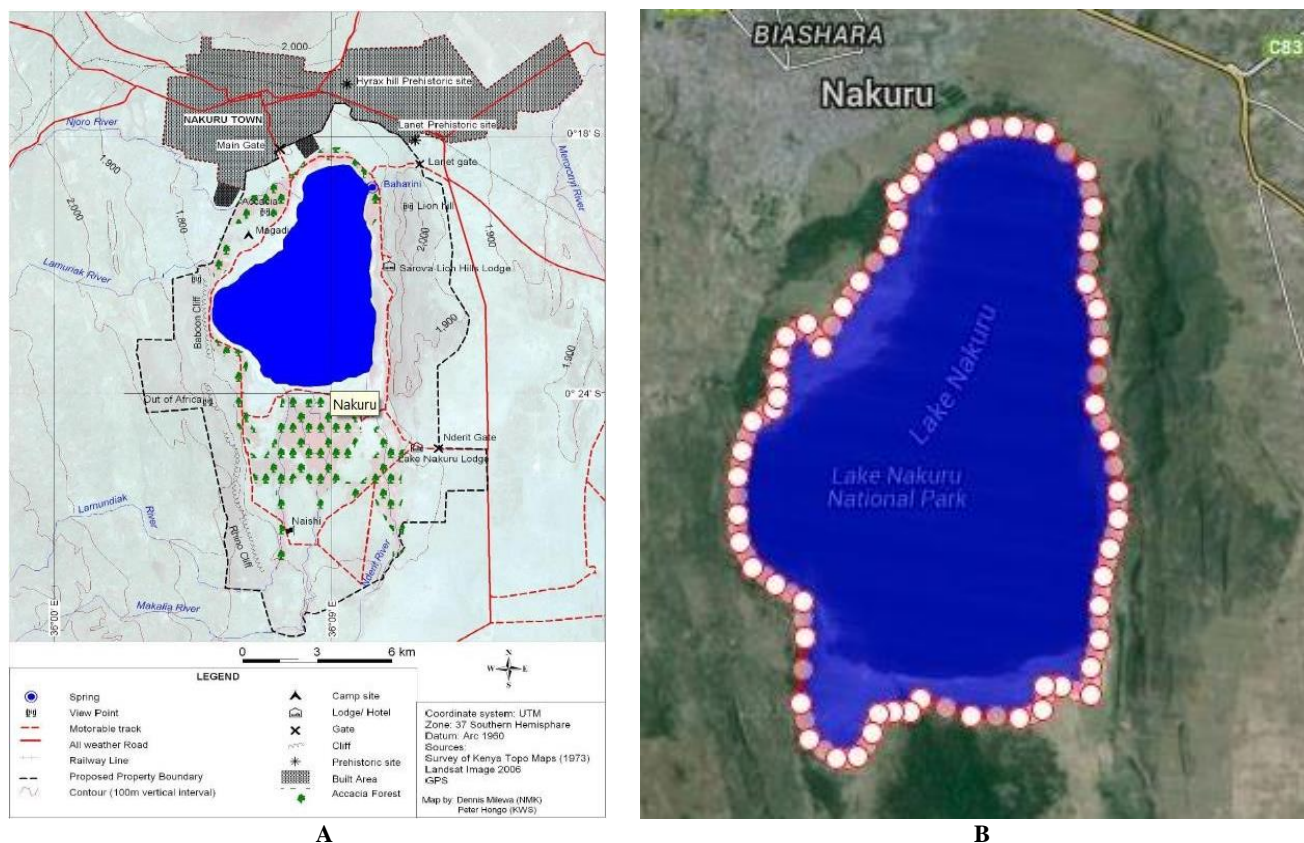 2,000
Hyrax hill Prehistoric site
NAKURU TOWN
Njoro River
Lanet Prehistoric site
0°18' S
Main Gate
1,900
Lanet gate
Meroronyi River
2,000
Baharini
Accacia
Lion hill
1,800
Magadi
2,000
1,900
Lamuriak River
Sarova Lion Hills Lodge
Baboon Cliff
1,900
1,900
Out of Africa
Nakuru
0° 24' S
Nderit Gate
Lake Nakuru Lodge
Lamundiak
River
Naishi
Rhino Cliff
Nderit River
Makalia River
36°00' E
36°09' E
0 3 6 km
W E
S
LEGEND
Spring
View Point
Motorable track
All weather Road
Railway Line
Proposed Property Boundary
Contour (100m vertical interval)
Camp site
Lodge/ Hotel
Gate
Cliff
Prehistoric site
Built Area
Accacia Forest
Coordinate system: UTM
Zone: 37 Southern Hemisphare
Datum: Arc 1960
Sources:
Survey of Kenya Topo Maps (1973)
Landsat Image 2006
GPS
Map by: Dennis Milewa (NMK)
Peter Hongo (KWS)
A
BIASHARA
Nakuru
C83
Lake Nakuru
Lake Nakuru
National Park
B